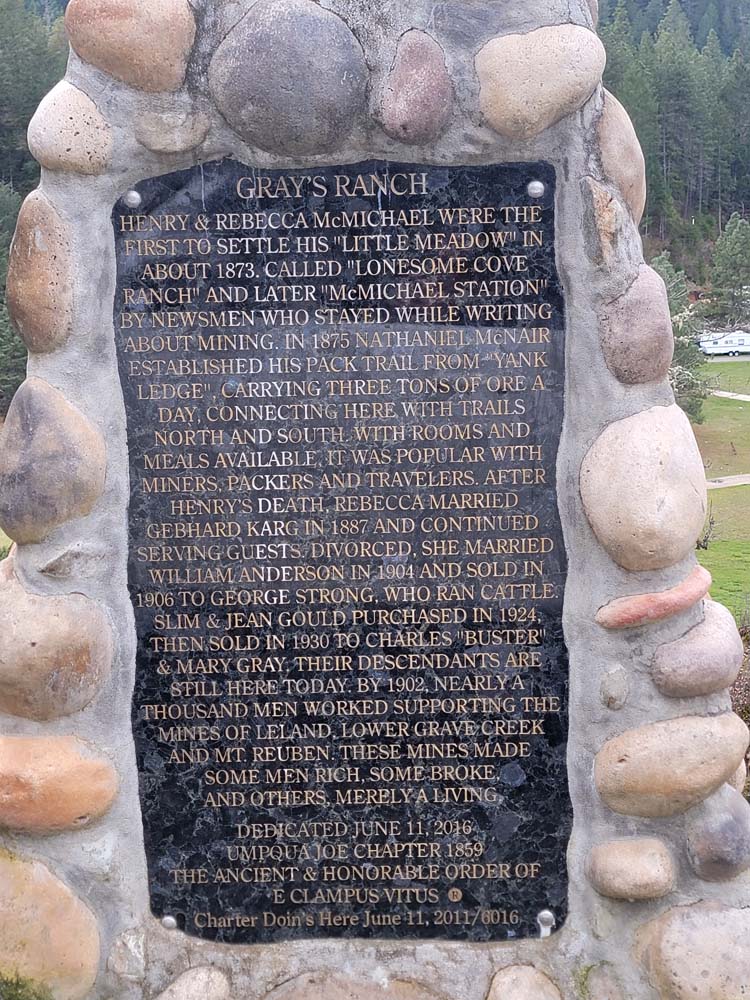 GRAY'S RANCH
HENRY & REBECCA McMICHAEL WERE THE
FIRST TO SETTLE HIS "LITTLE MEADOW" IN
ABOUT 1873. CALLED "LONESOME COVE
RANCH" AND LATER "McMICHAEL STATION"
BY NEWSMEN WHO STAYED WHILE WRITING
ABOUT MINING. IN 1875 NATHANIEL McNAIR
ESTABLISHED HIS PACK TRAIL FROM "YANK
LEDGE", CARRYING THREE TONS OF ORE A
DAY, CONNECTING HERE WITH TRAILS
NORTH AND SOUTH. WITH ROOMS AND
MEALS AVAILABLE, IT WAS POPULAR WITH
MINERS, PACKERS AND TRAVELERS. AFTER
HENRY'S DEATH, REBECCA MARRIED
GEBHARD KARG IN 1887 AND CONTINUED
SERVING GUESTS. DIVORCED, SHE MARRIED
WILLIAM ANDERSON IN 1904 AND SOLD IN
1906 TO GEORGE STRONG, WHO RAN CATTLE.
SLIM & JEAN GOULD PURCHASED IN 1924,
THEN SOLD IN 1930 TO CHARLES "BUSTER"
& MARY GRAY, THEIR DESCENDANTS ARE
STILL HERE TODAY. BY 1902, NEARLY A
THOUSAND MEN WORKED SUPPORTING THE
MINES OF LELAND, LOWER GRAVE CREEK
AND MT. REUBEN. THESE MINES MADE
SOME MEN RICH, SOME BROKE,
AND OTHERS, MERELY A LIVING.
DEDICATED JUNE 11, 2016
UMPQUA JOE CHAPTER 1859
THE ANCIENT & HONORABLE ORDER OF
E CLAMPUS VITUS ®
Charter Doin's Here June 11, 2011/6016